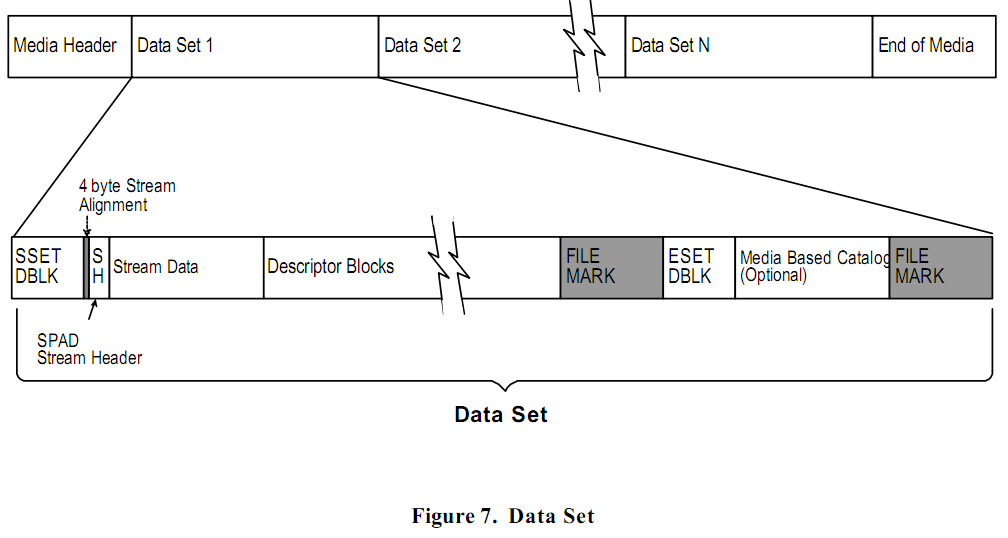 Media Header
Data Set 1
Data Set 2
Data Set N
End of Media
4 byte Stream
Alignment
SSET
DBLK
S
H
Stream Data
Descriptor Blocks
FILE
MARK
ESET
DBLK
Media Based Catalog
(Optional)
FILE
MARK
SPAD
Stream Header
Data Set
Figure 7. Data Set